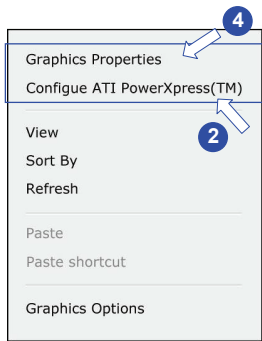 4
Graphics Properties
Configue ATI PowerXpress(TM)
2
View
Sort By
Refresh
Paste
Paste shortcut
Graphics Options